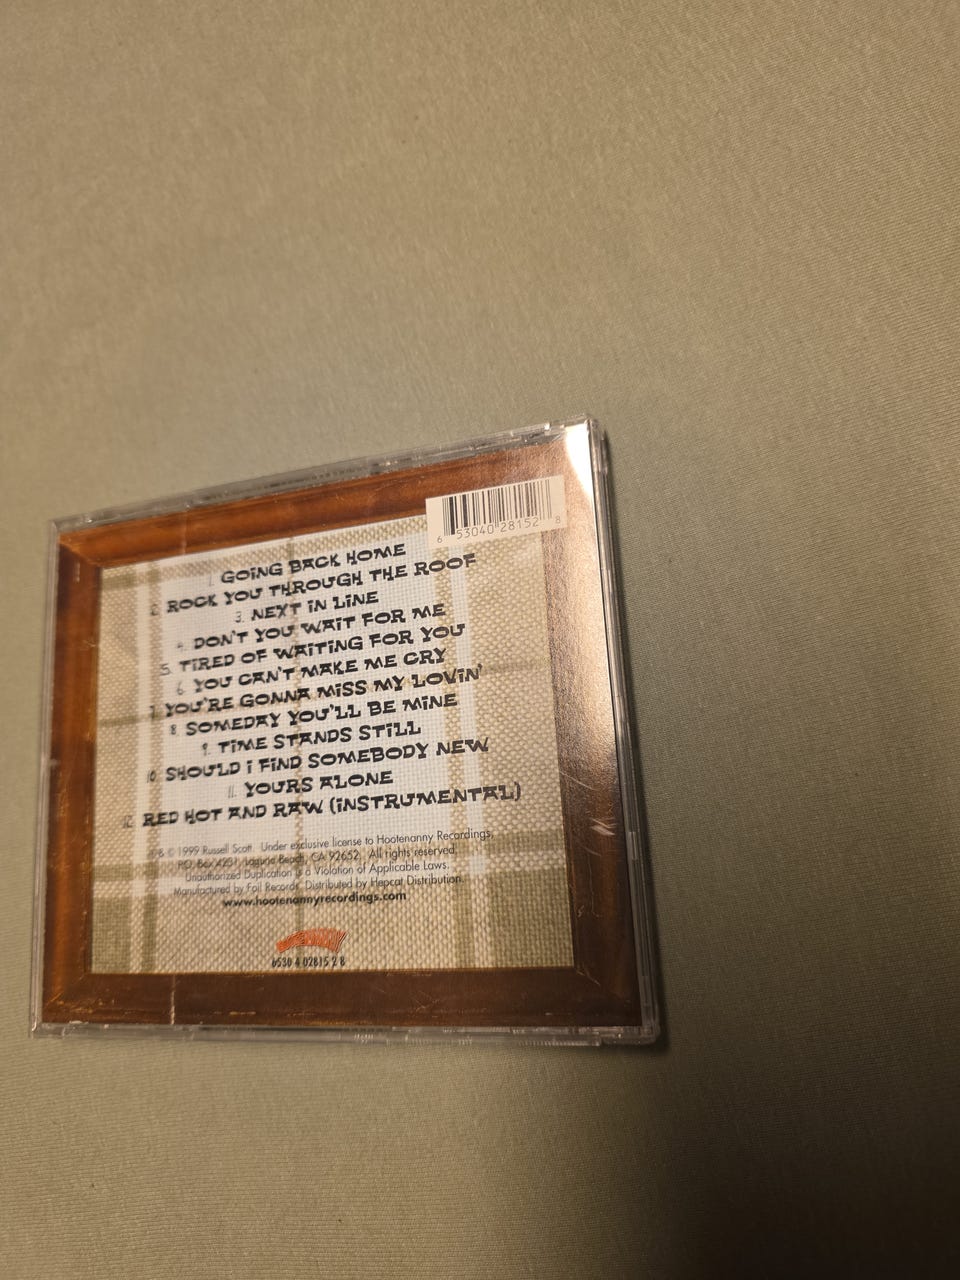 6 53040 28152 8
1. GOING BACK HOME
2. ROCK YOU THROUGH THE ROOF
3. NEXT IN LINE
4. DON'T YOU WAIT FOR ME
5. TIRED OF WAITING FOR YOU
6. YOU CAN'T MAKE ME CRY
7. YOU'RE GONNA MISS MY LOVIN'
8. SOMEDAY YOU'LL BE MINE
9. TIME STANDS STILL
10. SHOULD I FIND SOMEBODY NEW
11. YOURS ALONE
12. RED HOT AND RAW (INSTRUMENTAL)
℗ & © 1999 Russell Scott. Under exclusive license to Hootenanny Recordings,
P.O. Box 4251, Laguna Beach, CA 92652. All rights reserved.
Unauthorized Duplication is a Violation of Applicable Laws.
Manufactured by Foil Records. Distributed by Hepcat Distribution.
www.hootenannyrecordings.com
HOOTENANNY
6530 4 02815 2 8